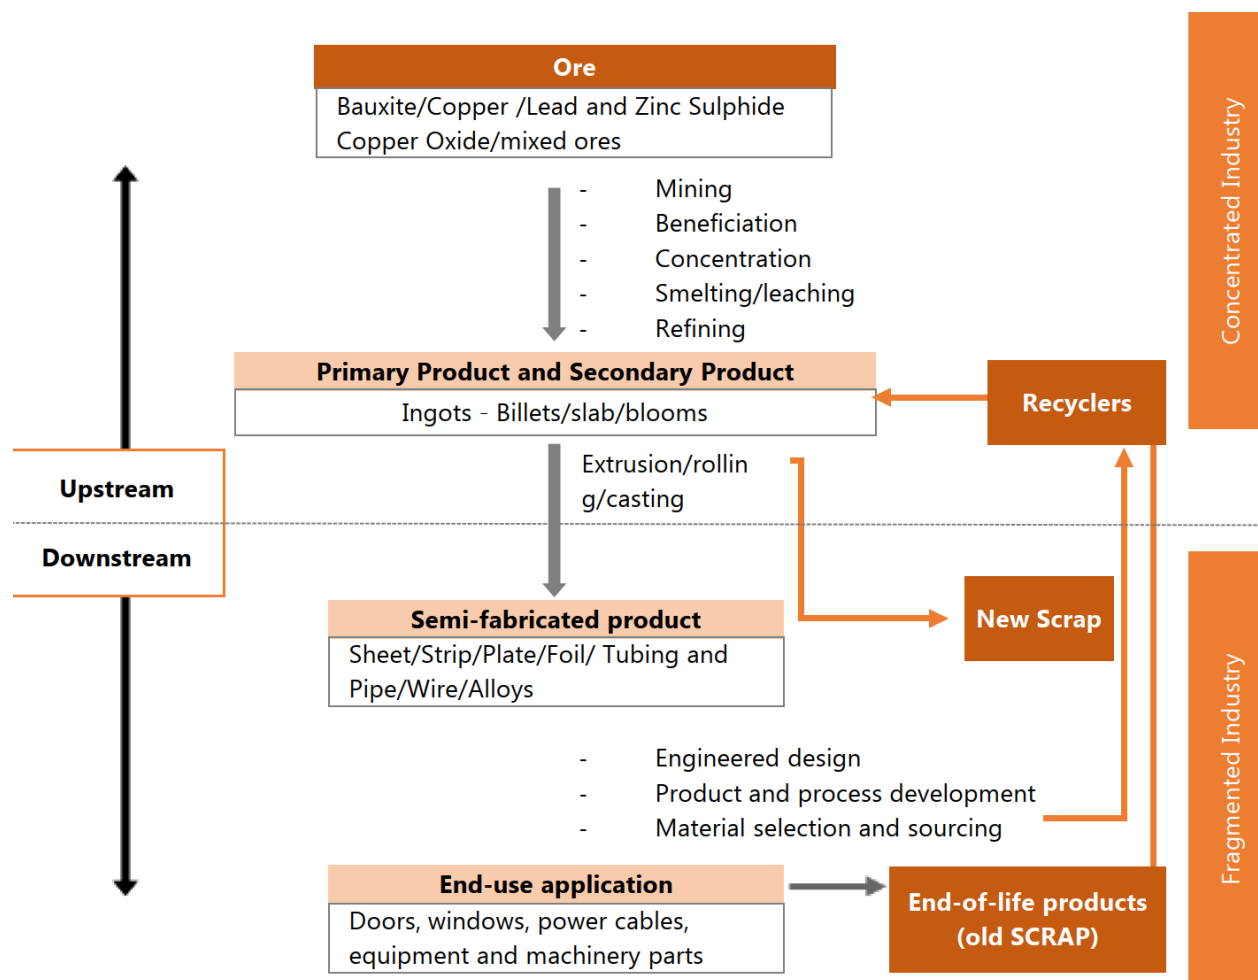 Ore
Bauxite/Copper /Lead and Zinc Sulphide
Copper Oxide/mixed ores
- Mining
- Beneficiation
- Concentration
- Smelting/leaching
- Refining
Concentrated Industry
Primary Product and Secondary Product
Ingots - Billets/slab/blooms
Recyclers
Extrusion/rollin
g/casting
Upstream
Downstream
New Scrap
Semi-fabricated product
Sheet/Strip/Plate/Foil/ Tubing and
Pipe/Wire/Alloys
- Engineered design
- Product and process development
- Material selection and sourcing
Fragmented Industry
End-use application
Doors, windows, power cables,
equipment and machinery parts
End-of-life products
(old SCRAP)